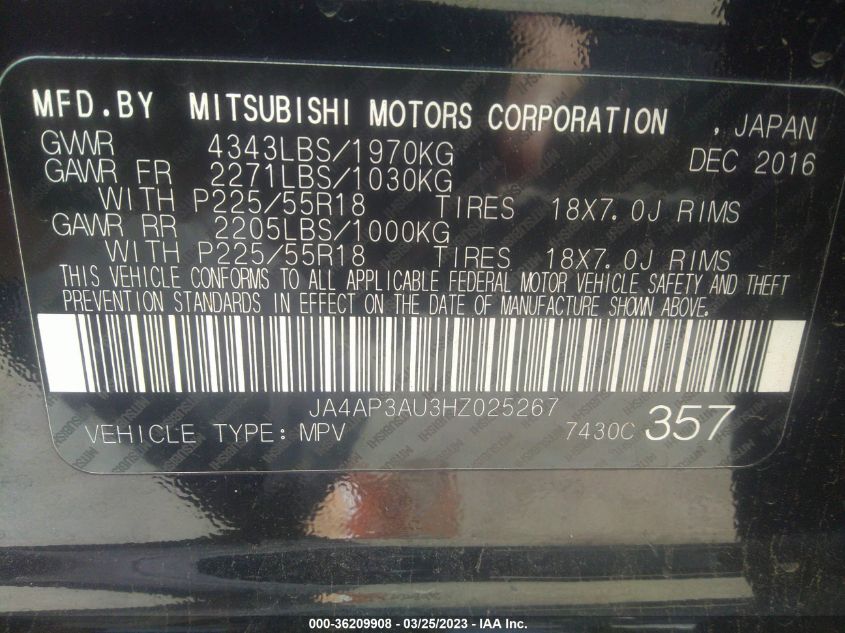 MFD.BY MITSUBISHI MOTORS CORPORATION , JAPAN
GVWR 4343LBS/1970KG DEC 2016
GAWR FR 2271LBS/1030KG
WITH P225/55R18 TIRES 18X7.0J RIMS
GAWR RR 2205LBS/1000KG
WITH P225/55R18 TIRES 18X7.0J RIMS
THIS VEHICLE CONFORMS TO ALL APPLICABLE FEDERAL MOTOR VEHICLE SAFETY AND THEFT
PREVENTION STANDARDS IN EFFECT ON THE DATE OF MANUFACTURE SHOWN ABOVE.
JA4AP3AU3HZ025267
VEHICLE TYPE: MPV 7430C 357
000-36209908 - 03/25/2023 - IAA Inc.